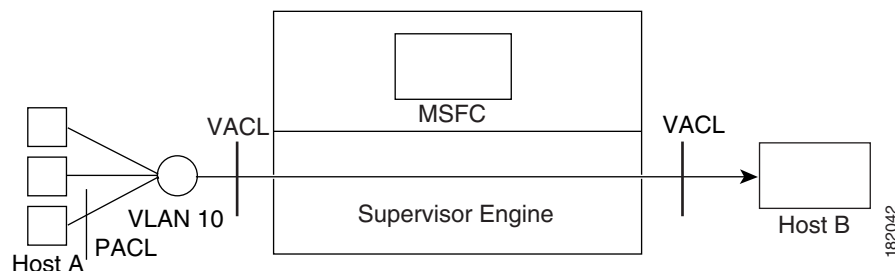 MSFC
VACL
VACL
VLAN 10
Supervisor Engine
Host B
PACL
Host A
182042